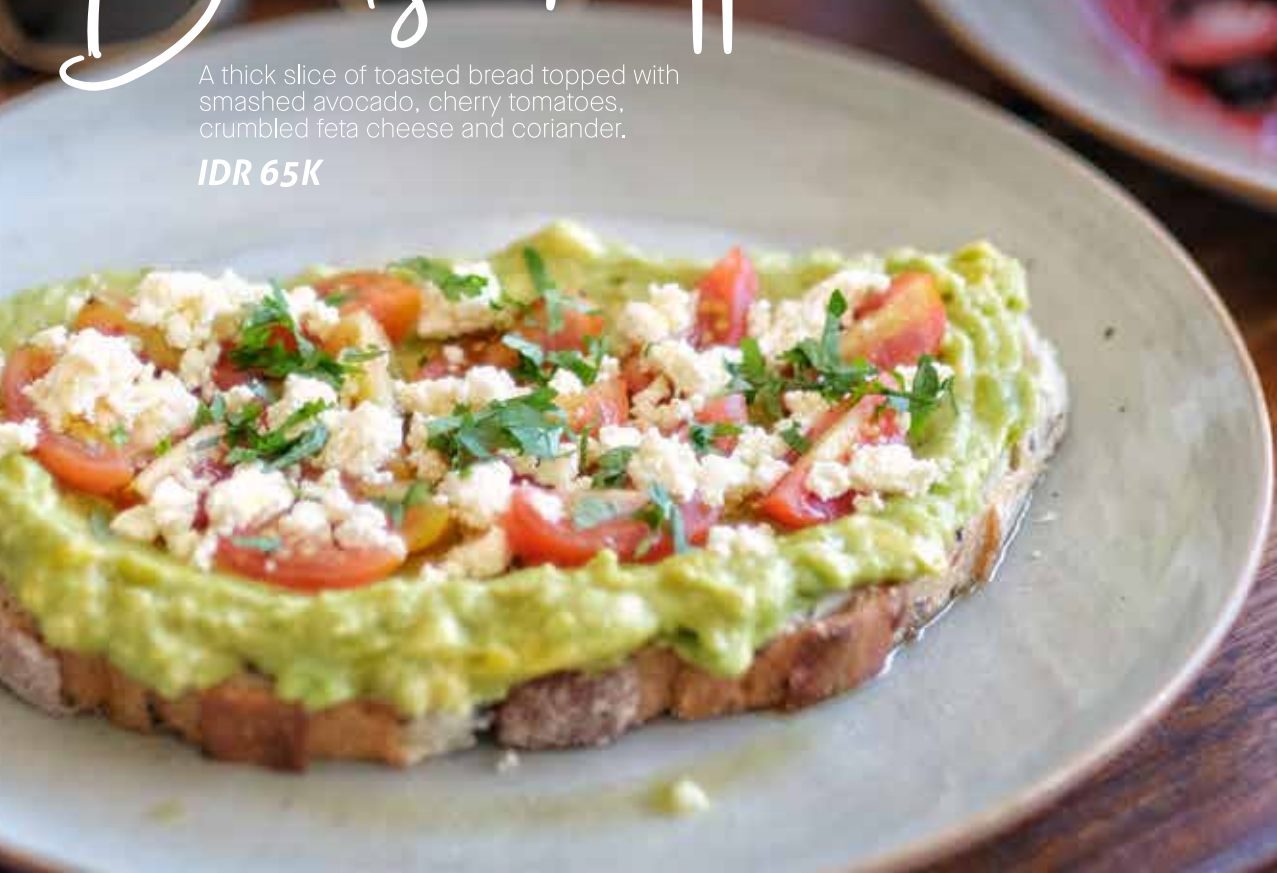 A thick slice of toasted bread topped with
smashed avocado, cherry tomatoes,
crumbled feta cheese and coriander.
IDR 65K